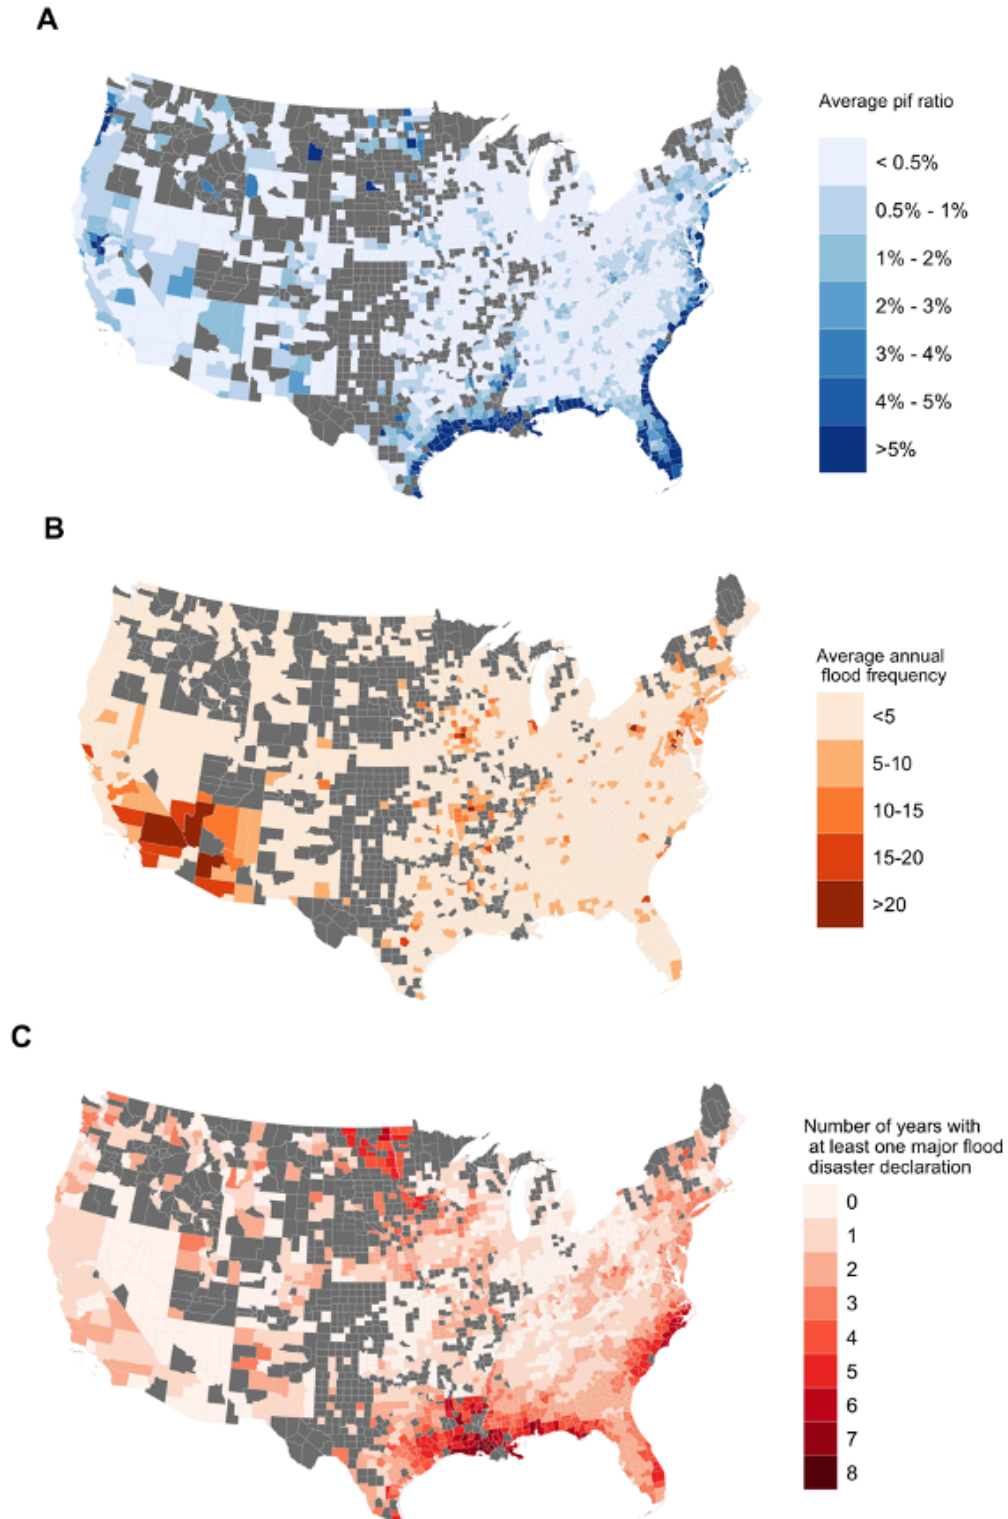 A
Average pif ratio
< 0.5%
0.5% - 1%
1% - 2%
2% - 3%
3% - 4%
4% - 5%
>5%
B
Average annual
flood frequency
<5
5-10
10-15
15-20
>20
C
Number of years with
at least one major flood
disaster declaration
0
1
2
3
4
5
6
7
8